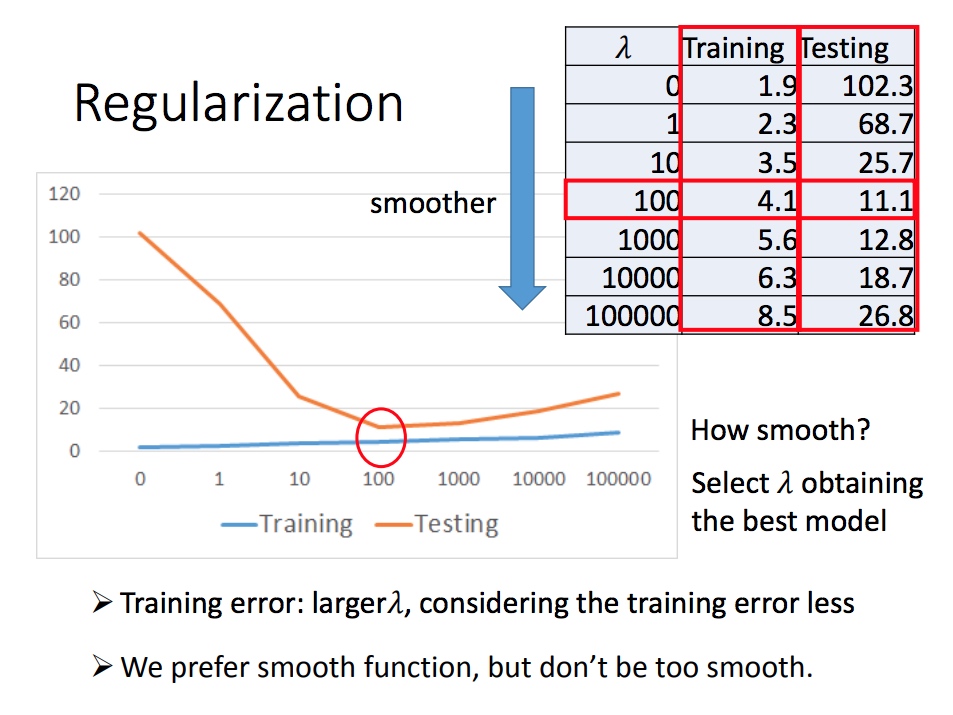 Regularization
λ Training Testing
0 1.9 102.3
1 2.3 68.7
10 3.5 25.7
100 4.1 11.1
1000 5.6 12.8
10000 6.3 18.7
100000 8.5 26.8
smoother
120
100
80
60
40
20
0
0 1 10 100 1000 10000 100000
Training Testing
How smooth?
Select λ obtaining
the best model
➢ Training error: largerλ, considering the training error less
➢ We prefer smooth function, but don’t be too smooth.